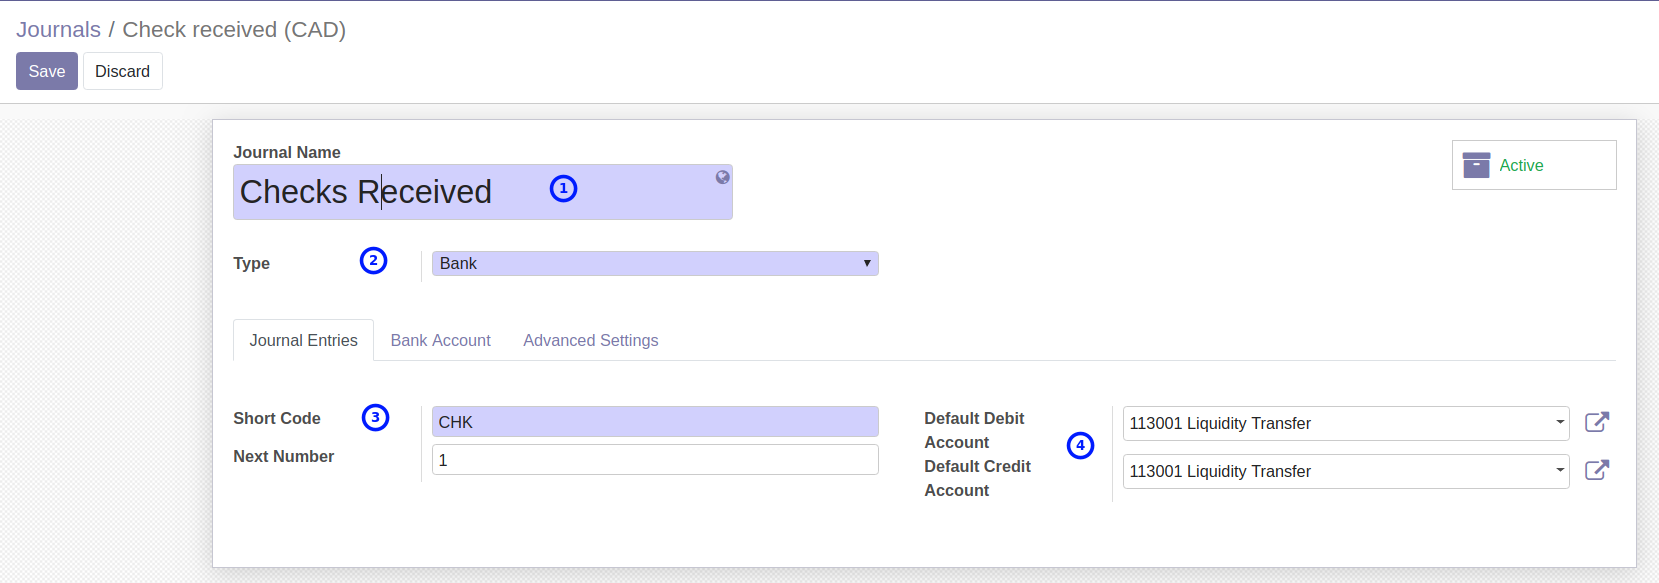 Journals / Check received (CAD)
Save Discard
Journal Name
Checks Received 1
Active
Type 2 Bank
Journal Entries Bank Account Advanced Settings
Short Code 3 CHK
Next Number 1
Default Debit
Account
113001 Liquidity Transfer
4
Default Credit
Account
113001 Liquidity Transfer